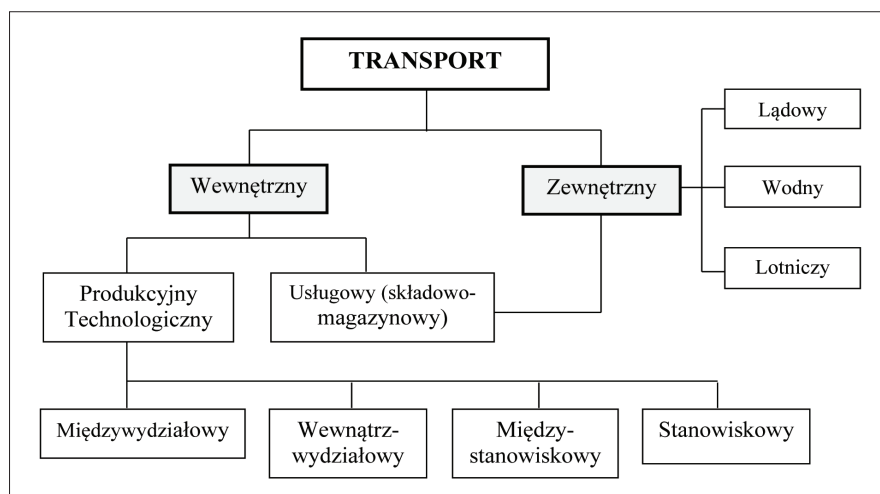 TRANSPORT
Lądowy
Wewnętrzny
Zewnętrzny
Wodny
Lotniczy
Produkcyjny
Technologiczny
Usługowy (składowo-
magazynowy)
Międzywydziałowy
Wewnątrz-
wydziałowy
Między-
stanowiskowy
Stanowiskowy